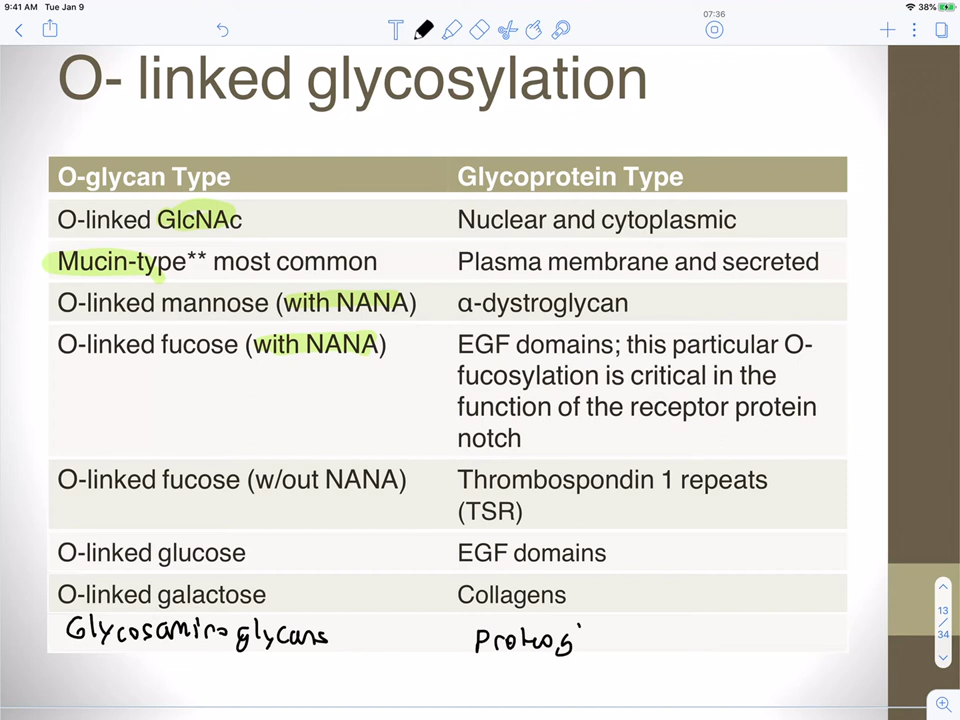 9:41 AM Tue Jan 9
07:36
38%
O- linked glycosylation
O-glycan Type Glycoprotein Type
O-linked GlcNAc Nuclear and cytoplasmic
Mucin-type** most common Plasma membrane and secreted
O-linked mannose (with NANA) α-dystroglycan
O-linked fucose (with NANA) EGF domains; this particular O-
fucosylation is critical in the
function of the receptor protein
notch
O-linked fucose (w/out NANA) Thrombospondin 1 repeats
(TSR)
O-linked glucose EGF domains
O-linked galactose Collagens
Glycosaminoglycans Proteog
13
/
34